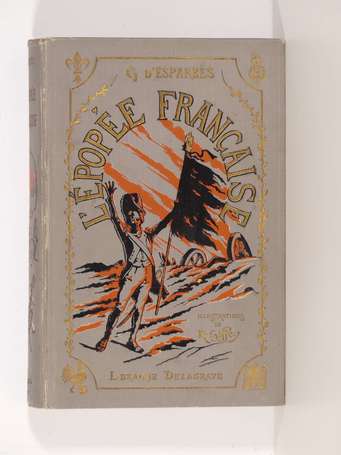 G D'ESPARBÈS
L'ÉPOPÉE FRANÇAISE
ILLUSTRATIONS
DE
LIBRAIRIE DELAGRAVE